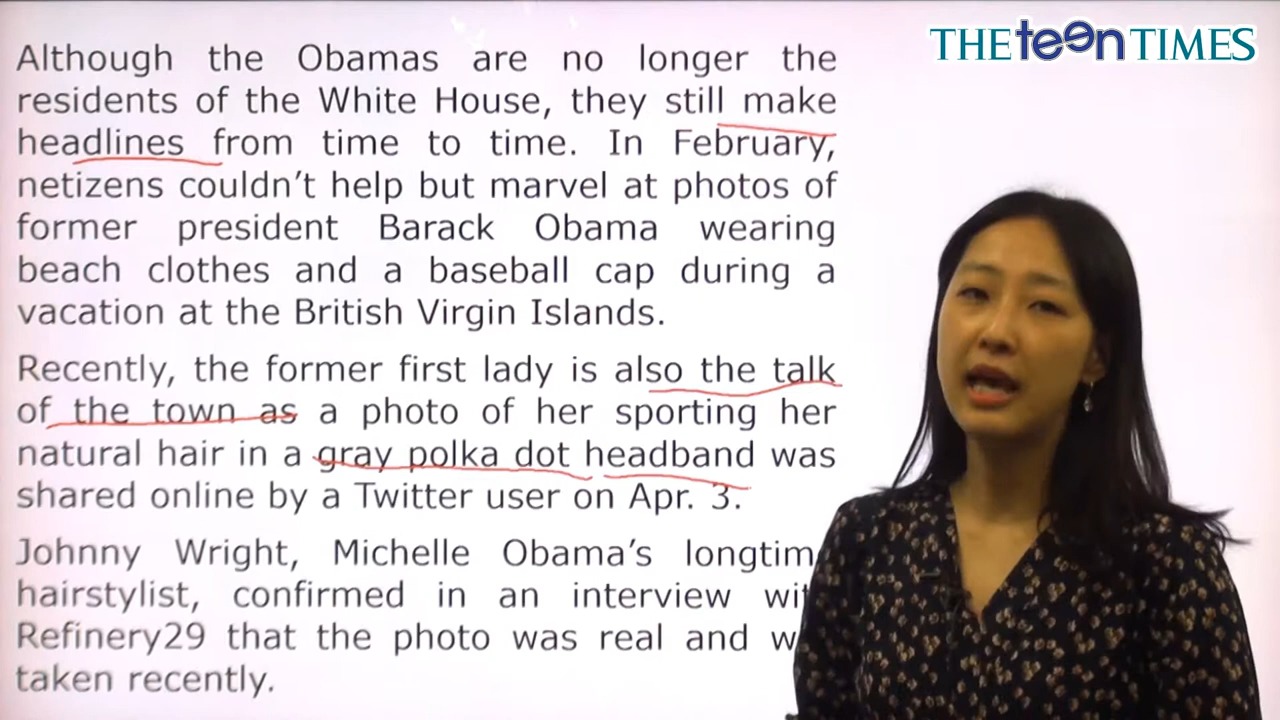 THE teen TIMES
Although the Obamas are no longer the
residents of the White House, they still make
headlines from time to time. In February,
netizens couldn't help but marvel at photos of
former president Barack Obama wearing
beach clothes and a baseball cap during a
vacation at the British Virgin Islands.
Recently, the former first lady is also the talk
of the town as a photo of her sporting her
natural hair in a gray polka dot headband was
shared online by a Twitter user on Apr. 3.
Johnny Wright, Michelle Obama's longtim
hairstylist, confirmed in an interview wit
Refinery29 that the photo was real and w
taken recently.